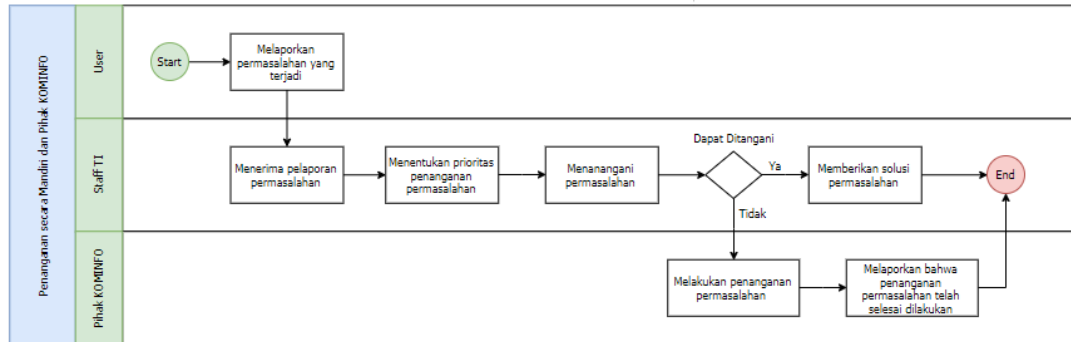 Penanganan secara Mandiri dan Pihak KOMINFO
User
Start
Melaporkan
permasalahan yang
terjadi
Staff TI
Menerima pelaporan
permasalahan
Menentukan prioritas
penanganan
permasalahan
Menanangani
permasalahan
Dapat Ditangani
Ya
Tidak
Memberikan solusi
permasalahan
End
Pihak KOMINFO
Melakukan penanganan
permasalahan
Melaporkan bahwa
penanganan
permasalahan telah
selesai dilakukan